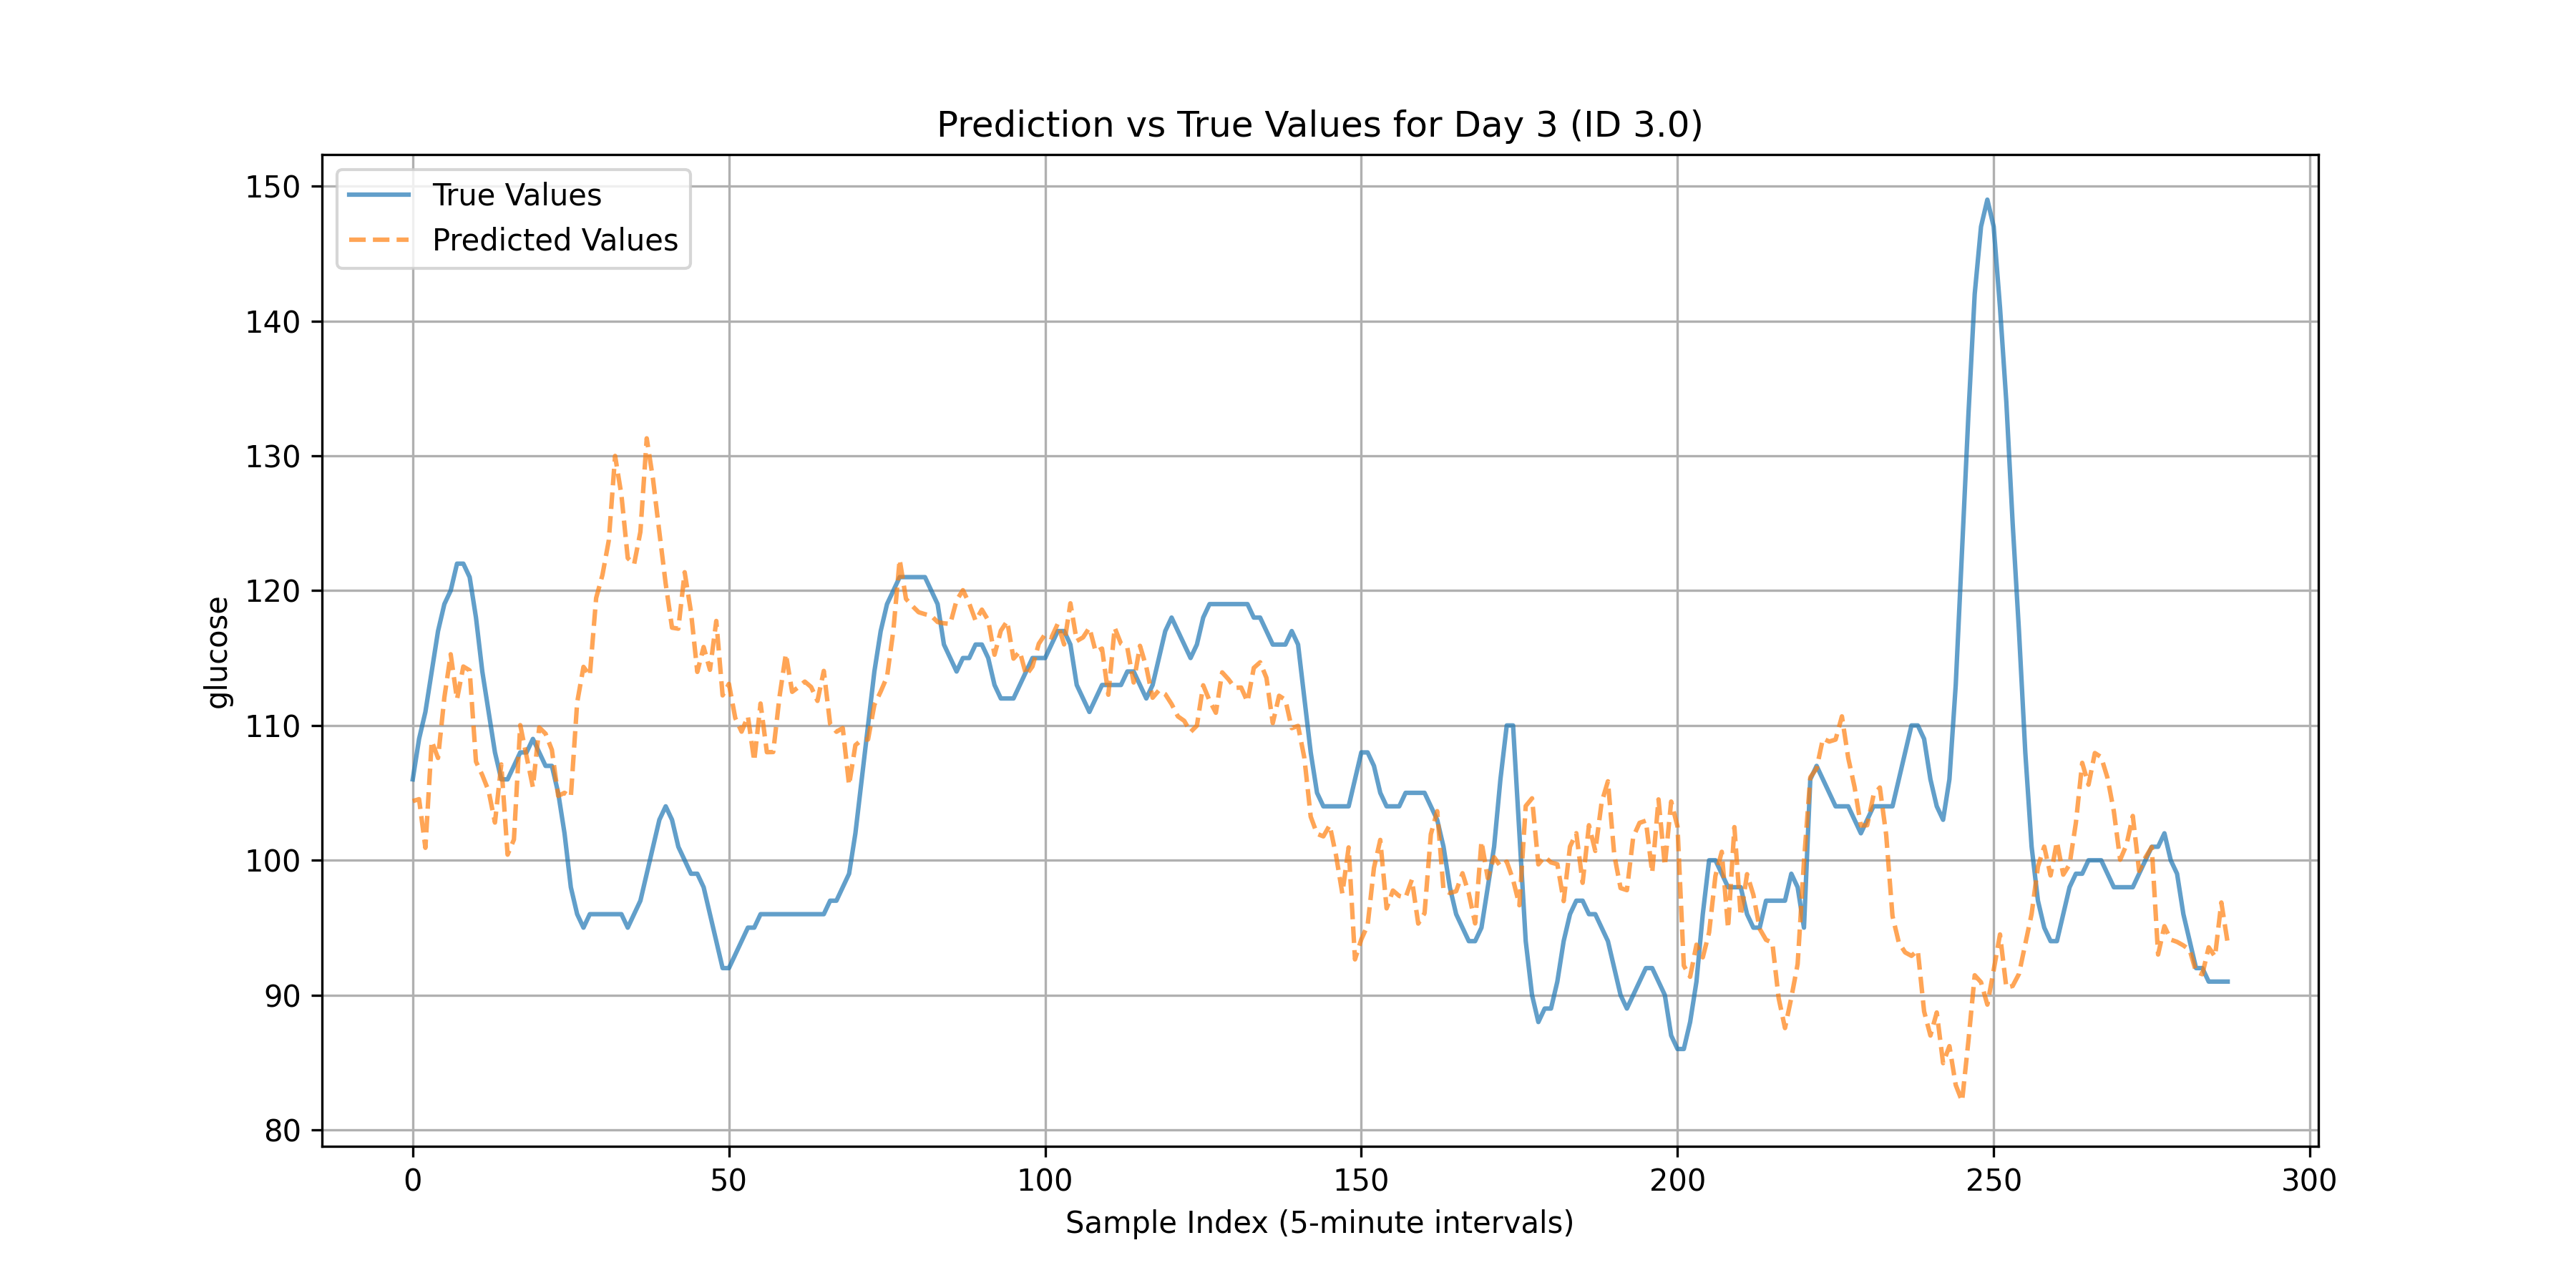 Prediction vs True Values for Day 3 (ID 3.0)
True Values
Predicted Values
150
140
130
120
110
100
90
80
glucose
0 50 100 150 200 250 300
Sample Index (5-minute intervals)